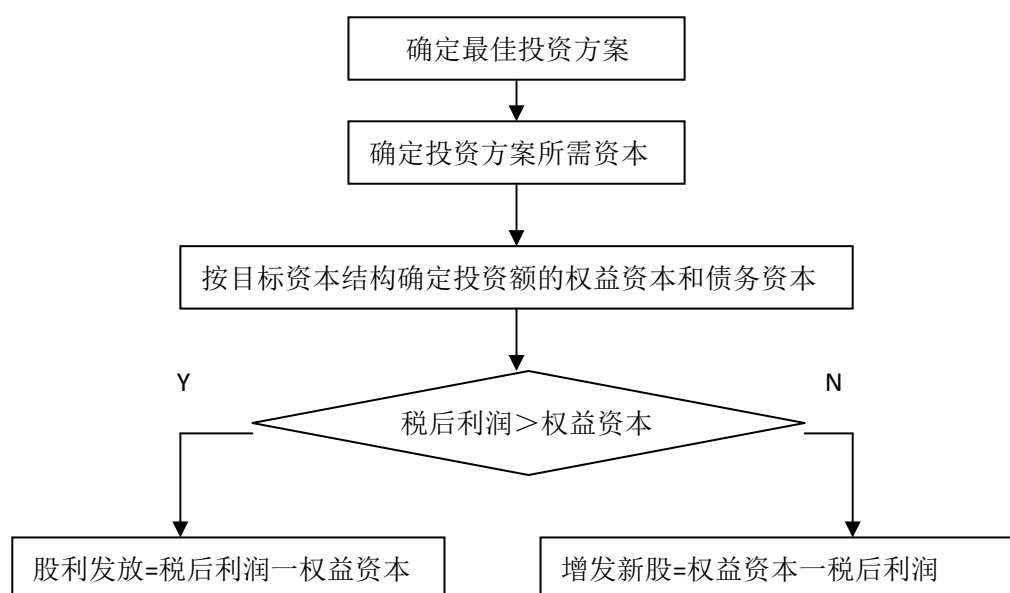 确定最佳投资方案
确定投资方案所需资本
按目标资本结构确定投资额的权益资本和债务资本
Y
N
税后利润＞权益资本
股利发放=税后利润一权益资本
增发新股=权益资本一税后利润